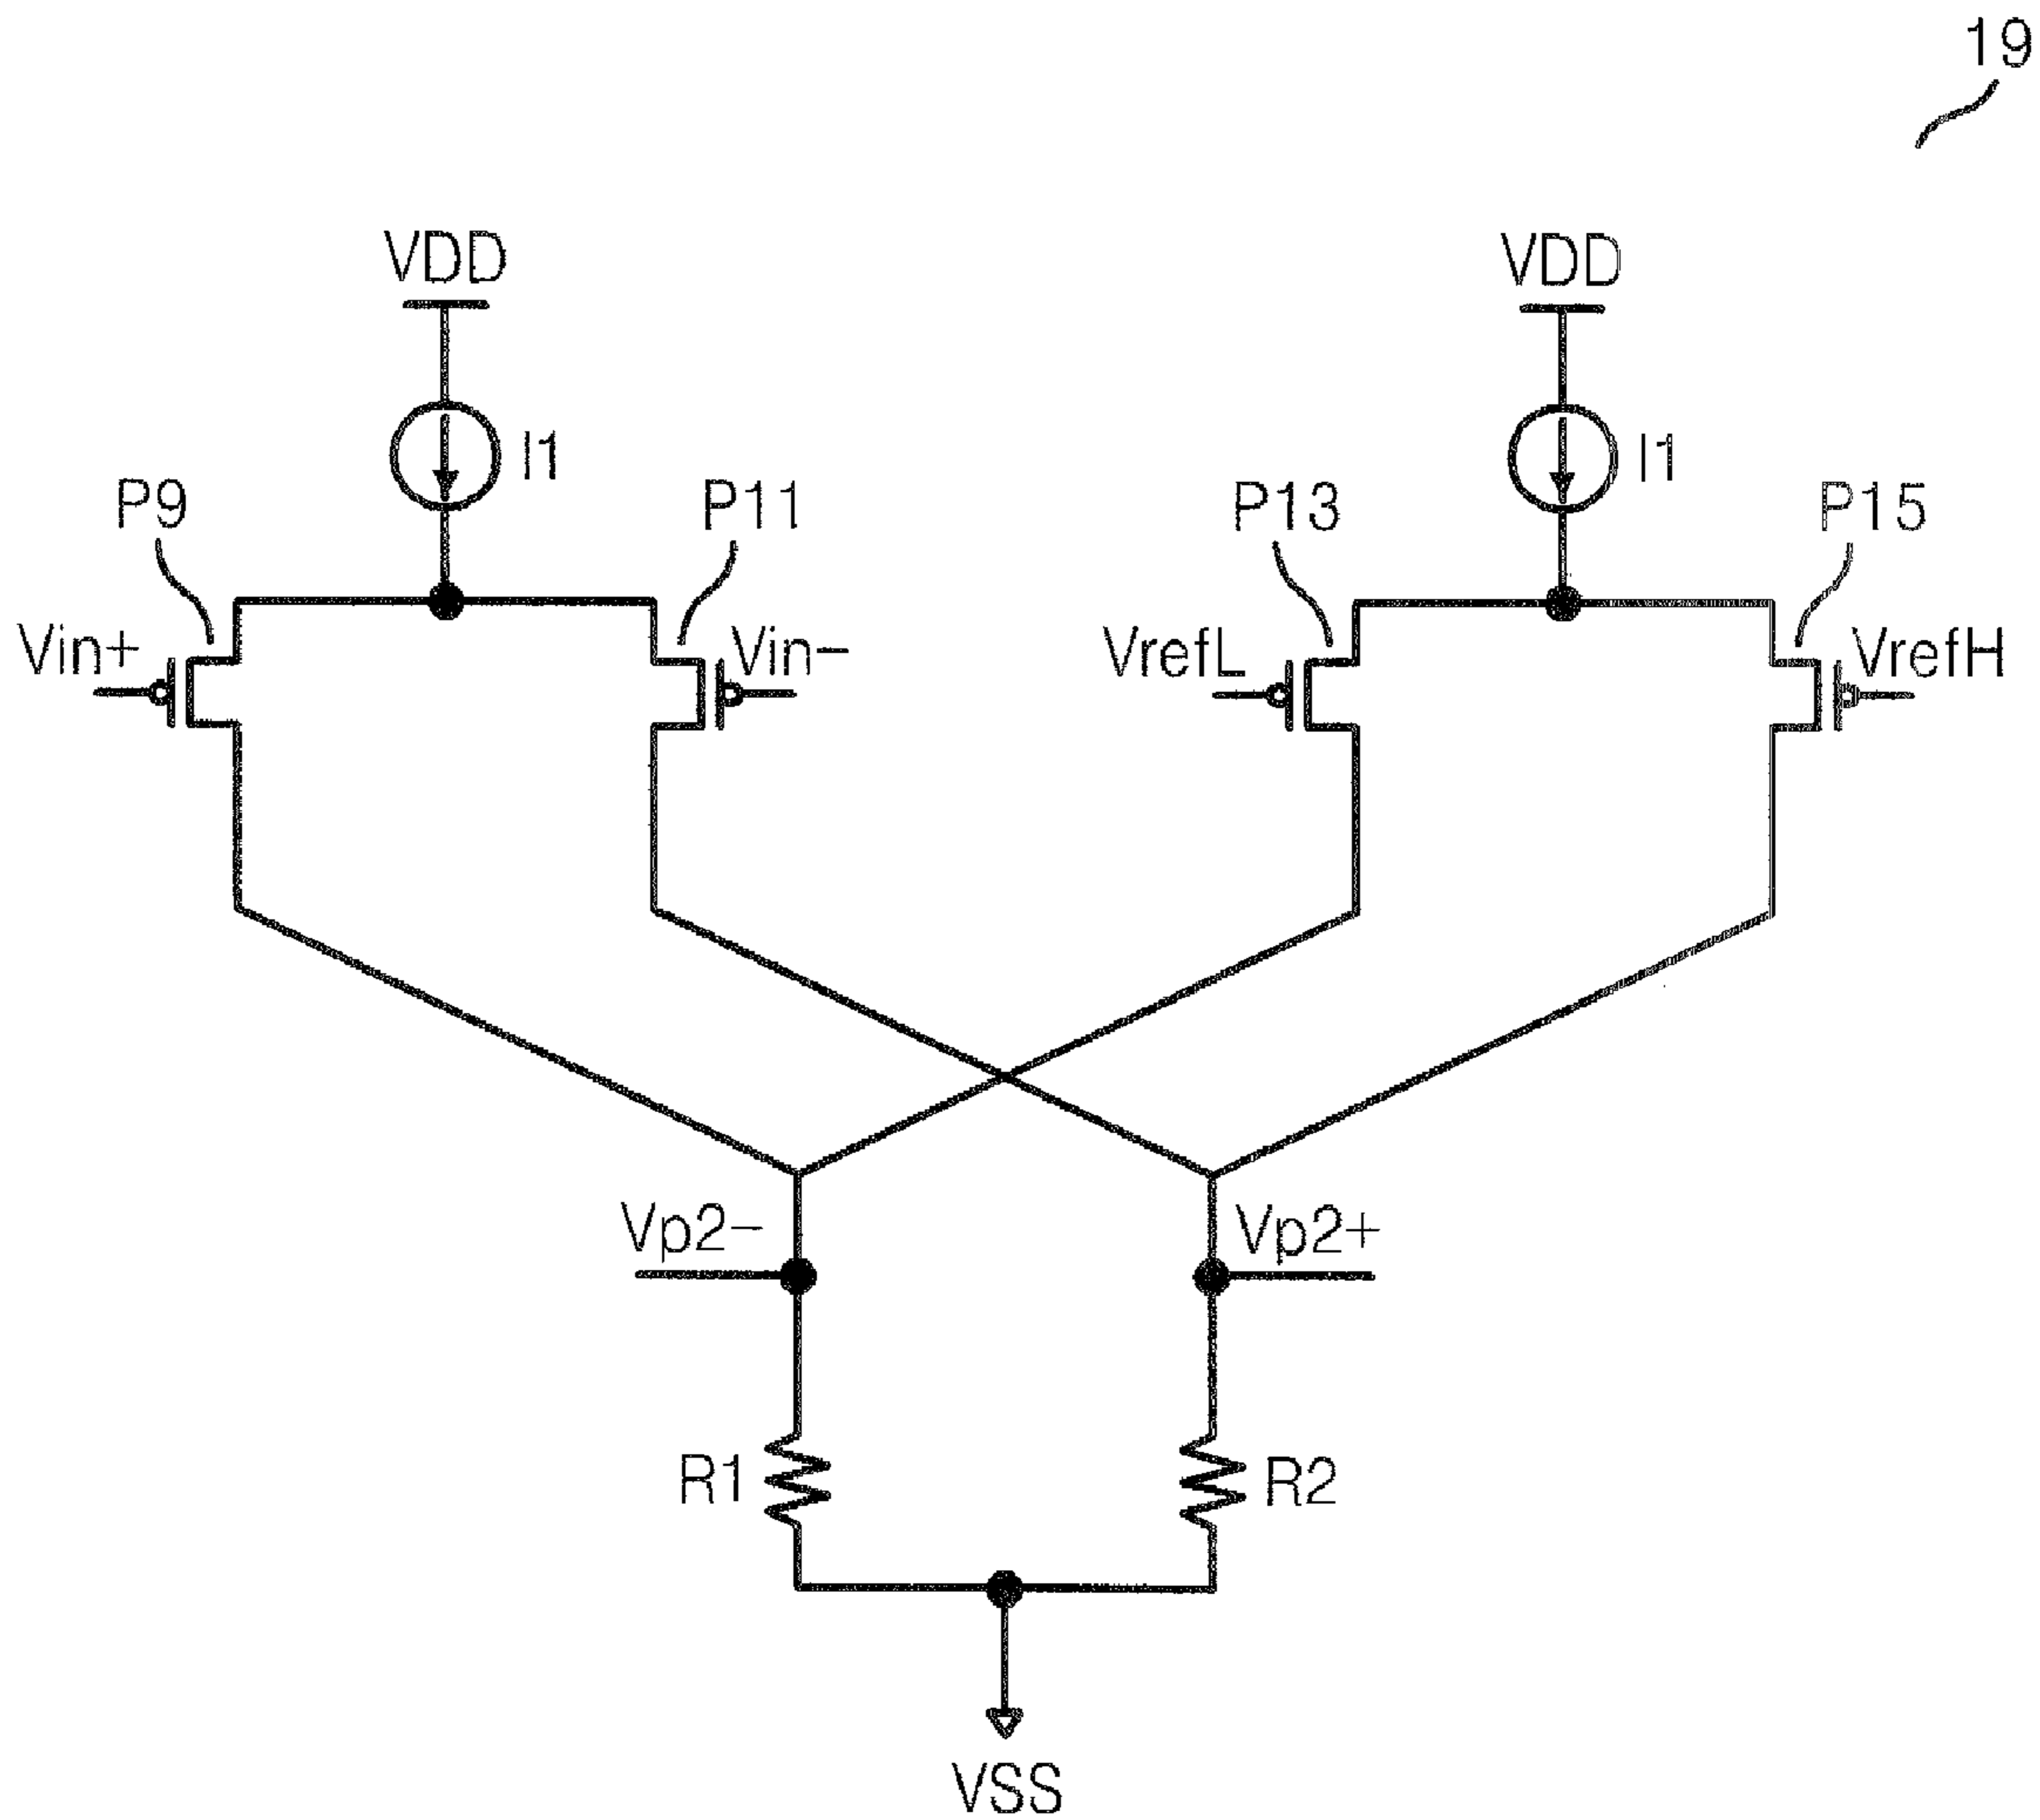 19
VDD
VDD
I1
I1
P9
P11
P13
P15
Vin+
Vin-
VrefL
VrefH
Vp2-
Vp2+
R1
R2
VSS